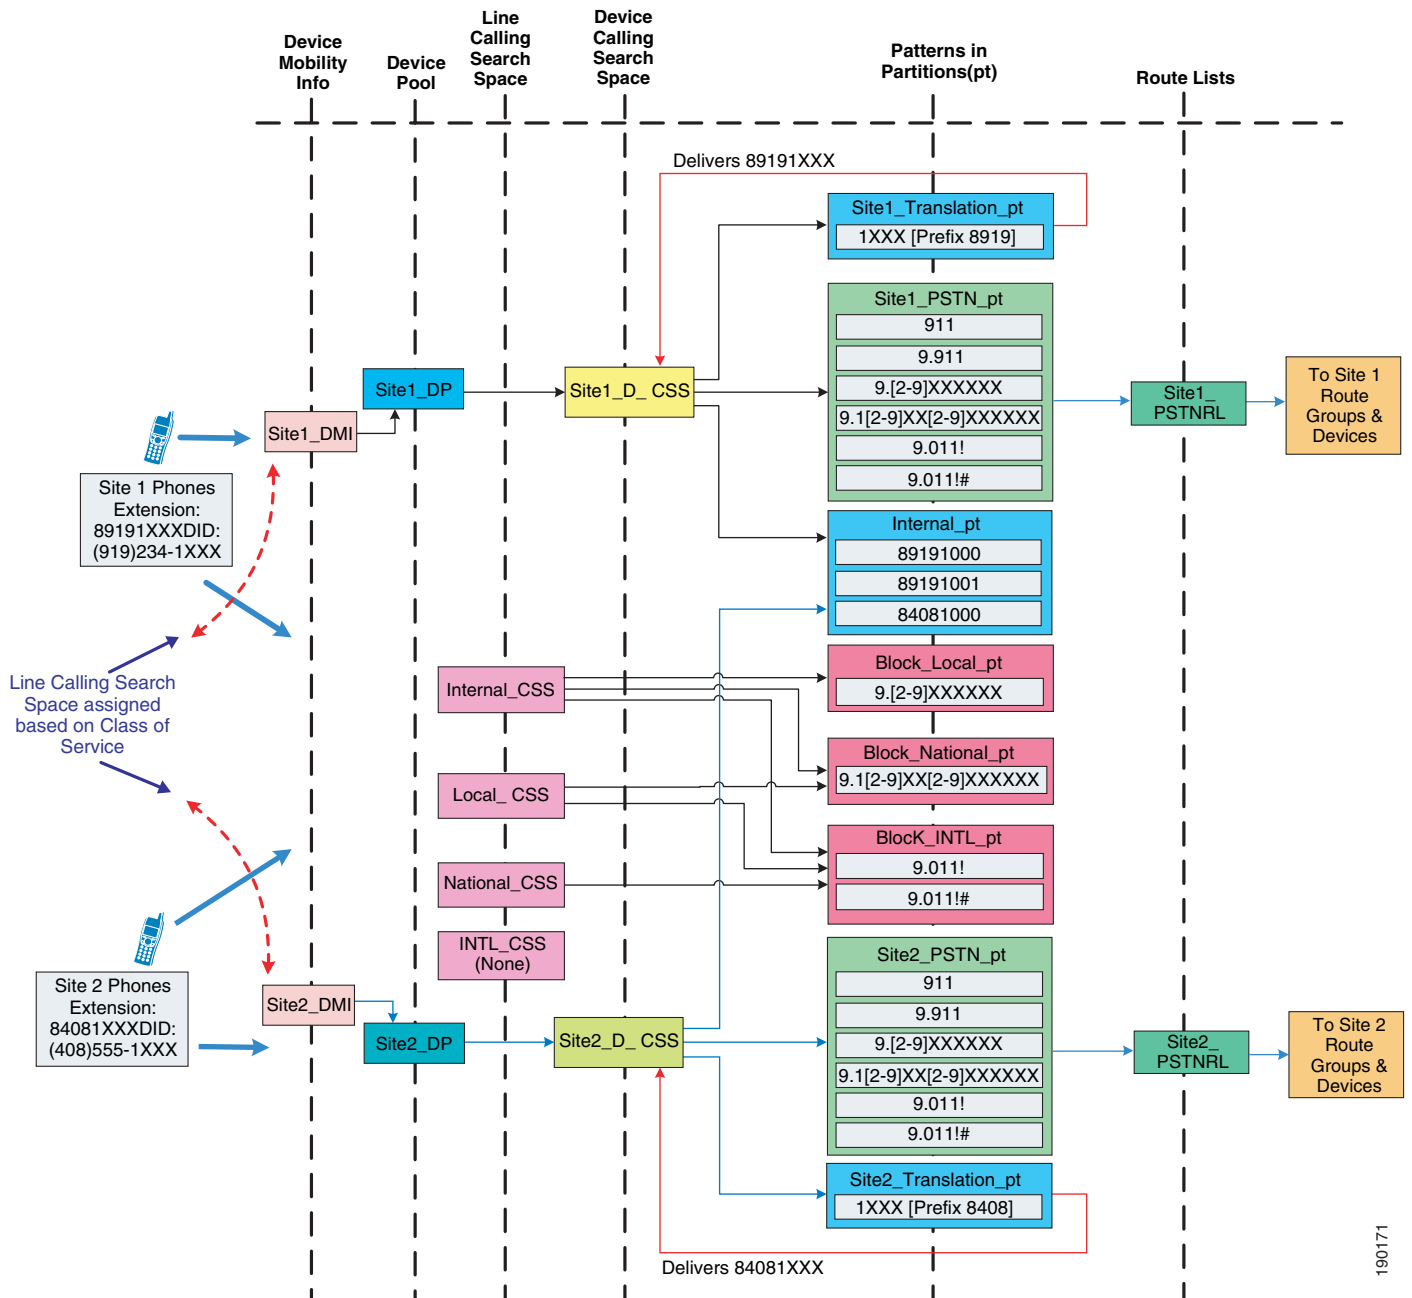 Device
Mobility
Info
Device
Pool
Line
Calling
Search
Space
Device
Calling
Search
Space
Patterns in
Partitions(pt)
Route Lists
Delivers 89191XXX
Site1_Translation_pt
1XXX [Prefix 8919]
Site1_PSTN_pt
911
9.911
9.[2-9]XXXXXX
9.1[2-9]XX[2-9]XXXXXX
9.011!
9.011!#
Site1_DMI
Site1_DP
Site1_D_ CSS
Site1_
PSTNRL
To Site 1
Route
Groups &
Devices
Site 1 Phones
Extension:
89191XXXDID:
(919)234-1XXX
Internal_pt
89191000
89191001
84081000
Line Calling Search
Space assigned
based on Class of
Service
Internal_CSS
Block_Local_pt
9.[2-9]XXXXXX
Block_National_pt
9.1[2-9]XX[2-9]XXXXXX
Local_ CSS
BlocK_INTL_pt
9.011!
9.011!#
National_CSS
INTL_CSS
(None)
Site 2 Phones
Extension:
84081XXXDID:
(408)555-1XXX
Site2_DMI
Site2_DP
Site2_D_ CSS
Site2_PSTN_pt
911
9.911
9.[2-9]XXXXXX
9.1[2-9]XX[2-9]XXXXXX
9.011!
9.011!#
Site2_
PSTNRL
To Site 2
Route
Groups &
Devices
Site2_Translation_pt
1XXX [Prefix 8408]
Delivers 84081XXX
190171